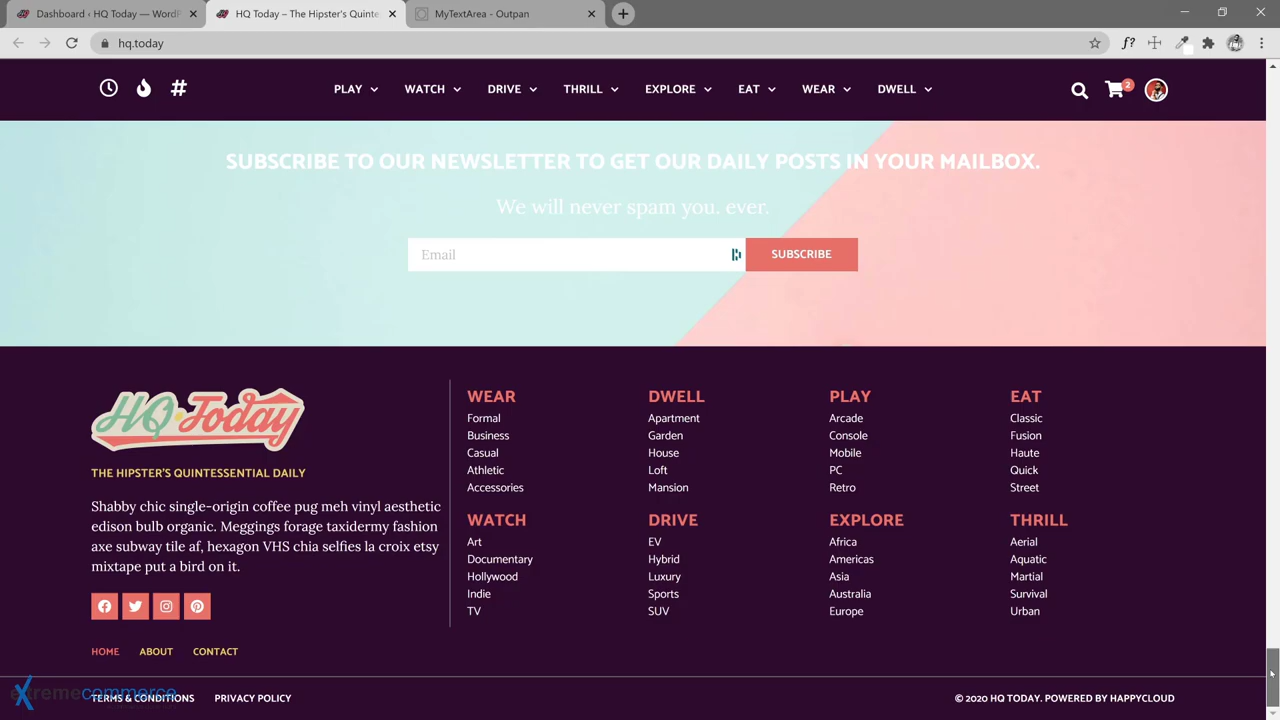 Dashboard ‹ HQ Today — WordP
HQ Today – The Hipster's Quinte
MyTextArea - Outpan
hq.today
f?
#
PLAY WATCH DRIVE THRILL EXPLORE EAT WEAR DWELL
2
SUBSCRIBE TO OUR NEWSLETTER TO GET OUR DAILY POSTS IN YOUR MAILBOX.
We will never spam you. ever.
Email
SUBSCRIBE
HQ Today
THE HIPSTER'S QUINTESSENTIAL DAILY
Shabby chic single-origin coffee pug meh vinyl aesthetic
edison bulb organic. Meggings forage taxidermy fashion
axe subway tile af, hexagon VHS chia selfies la croix etsy
mixtape put a bird on it.
HOME ABOUT CONTACT
WEAR
Formal
Business
Casual
Athletic
Accessories
DWELL
Apartment
Garden
House
Loft
Mansion
PLAY
Arcade
Console
Mobile
PC
Retro
EAT
Classic
Fusion
Haute
Quick
Street
WATCH
Art
Documentary
Hollywood
Indie
TV
DRIVE
EV
Hybrid
Luxury
Sports
SUV
EXPLORE
Africa
Americas
Asia
Australia
Europe
THRILL
Aerial
Aquatic
Martial
Survival
Urban
extremecommerce
TERMS & CONDITIONS PRIVACY POLICY
© 2020 HQ TODAY. POWERED BY HAPPYCLOUD